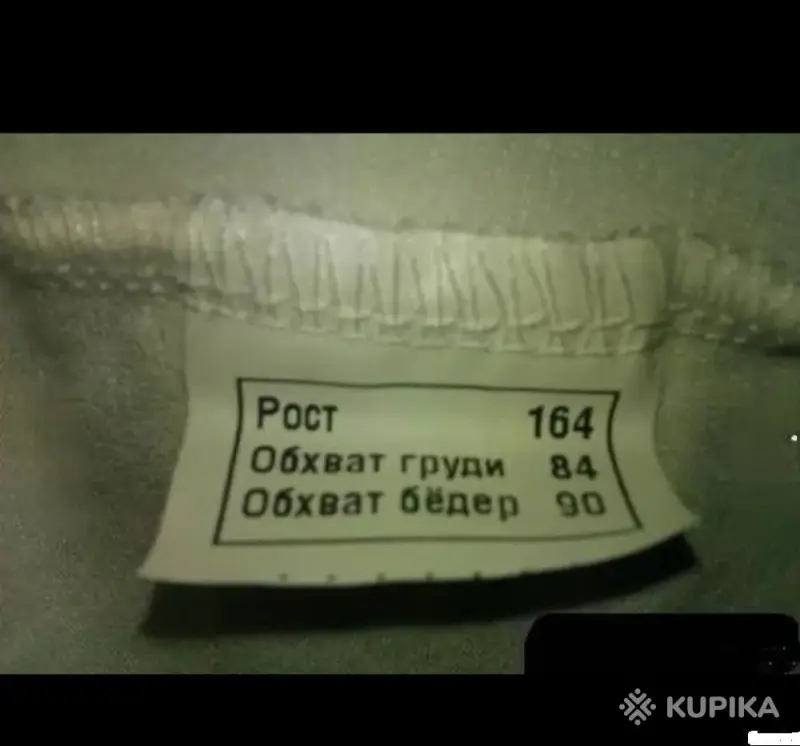 Рост 164
Обхват груди 84
Обхват бёдер 90
KUPIKA